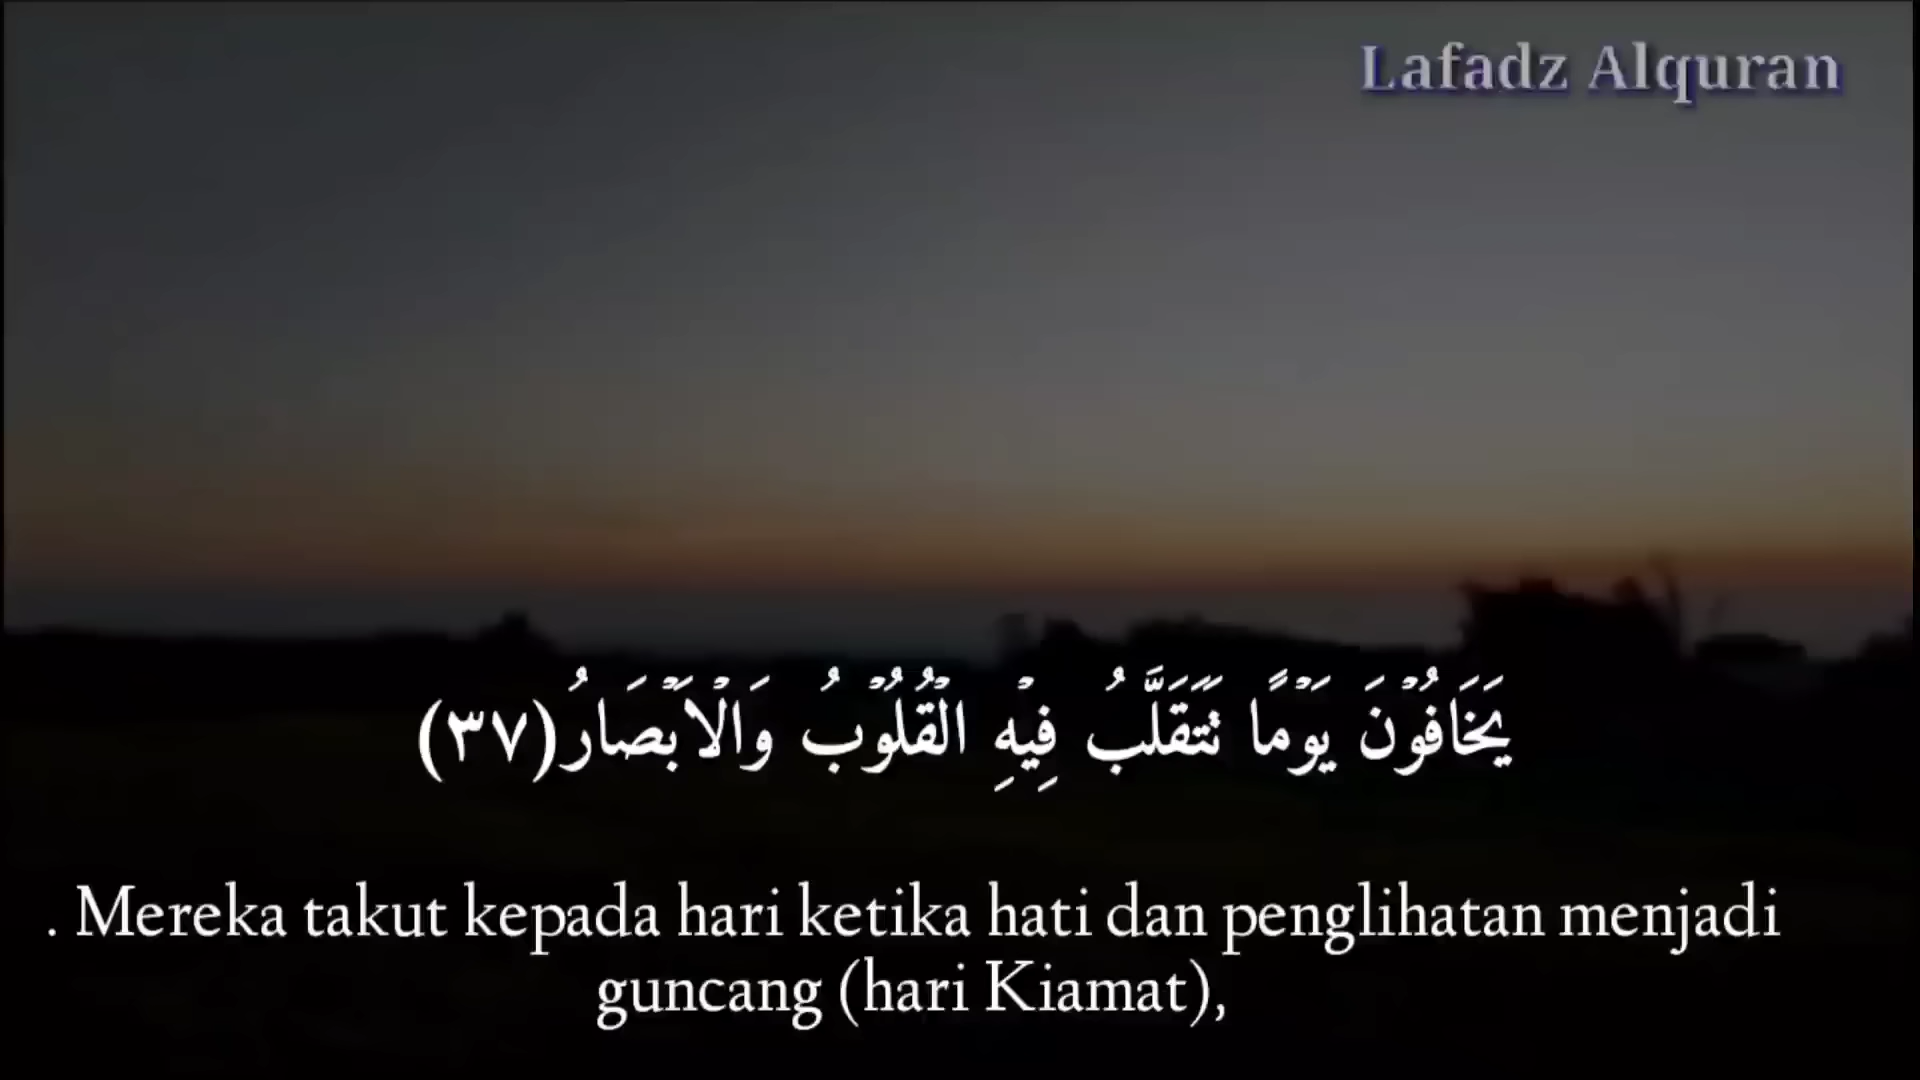 Lafadz Alquran
يَخَافُوْنَ يَوْمًا تَتَقَلَّبُ فِيْهِ الْقُلُوْبُ وَالْاَبْصَارُ(٣٧)
. Mereka takut kepada hari ketika hati dan penglihatan menjadi
guncang (hari Kiamat),